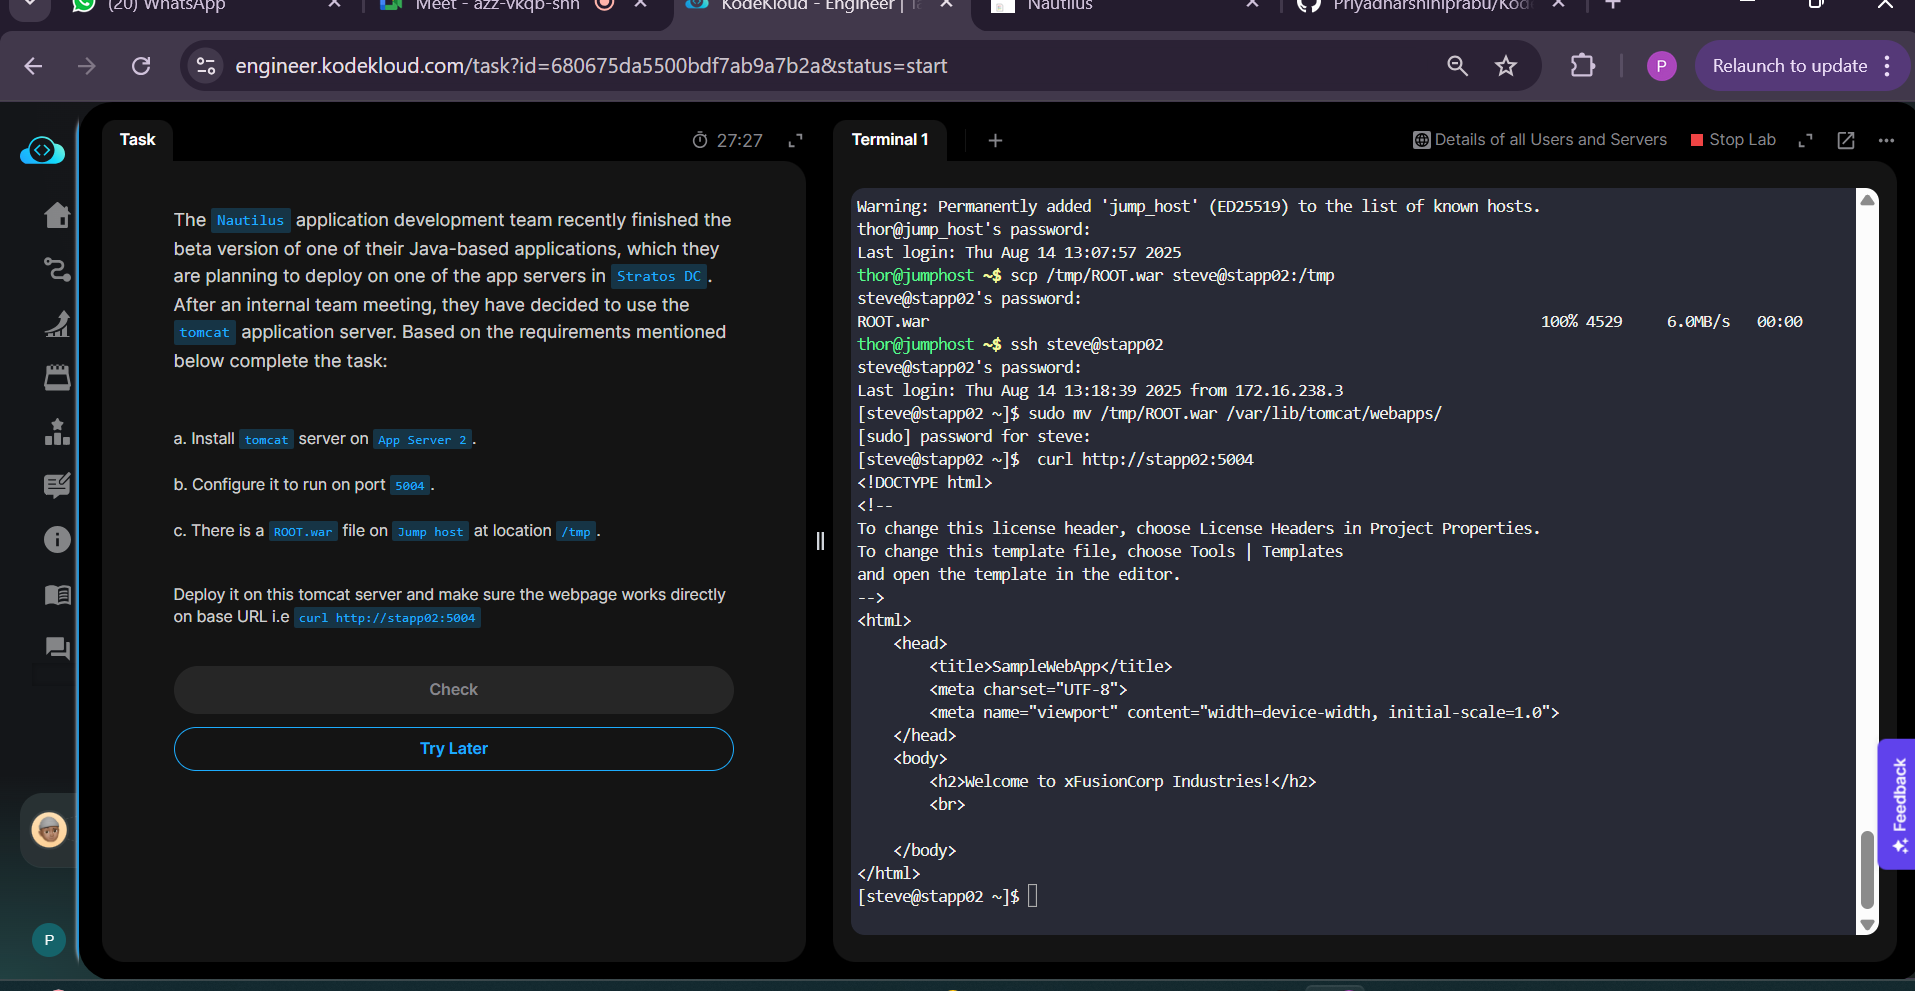 (20) WhatsApp
Meet - azz-vkqb-shh
KodeKloud - Engineer | Ta
Nautilus
Priyadharshiniprabu/Kod
engineer.kodekloud.com/task?id=680675da5500bdf7ab9a7b2a&status=start
P
Relaunch to update
Task
27:27
The Nautilus application development team recently finished the
beta version of one of their Java-based applications, which they
are planning to deploy on one of the app servers in Stratos DC.
After an internal team meeting, they have decided to use the
tomcat application server. Based on the requirements mentioned
below complete the task:
a. Install tomcat server on App Server 2.
b. Configure it to run on port 5004.
c. There is a ROOT.war file on Jump host at location /tmp.
Deploy it on this tomcat server and make sure the webpage works directly
on base URL i.e curl http://stapp02:5004
Check
Try Later
P
Terminal 1
Details of all Users and Servers
Stop Lab
Warning: Permanently added 'jump_host' (ED25519) to the list of known hosts.
thor@jump_host's password:
Last login: Thu Aug 14 13:07:57 2025
thor@jumphost ~$ scp /tmp/ROOT.war steve@stapp02:/tmp
steve@stapp02's password:
ROOT.war 100% 4529 6.0MB/s 00:00
thor@jumphost ~$ ssh steve@stapp02
steve@stapp02's password:
Last login: Thu Aug 14 13:18:39 2025 from 172.16.238.3
[steve@stapp02 ~]$ sudo mv /tmp/ROOT.war /var/lib/tomcat/webapps/
[sudo] password for steve:
[steve@stapp02 ~]$  curl http://stapp02:5004
<!DOCTYPE html>
<!--
To change this license header, choose License Headers in Project Properties.
To change this template file, choose Tools | Templates
and open the template in the editor.
-->
<html>
    <head>
        <title>SampleWebApp</title>
        <meta charset="UTF-8">
        <meta name="viewport" content="width=device-width, initial-scale=1.0">
    </head>
    <body>
        <h2>Welcome to xFusionCorp Industries!</h2>
        <br>
    </body>
</html>
[steve@stapp02 ~]$
Feedback